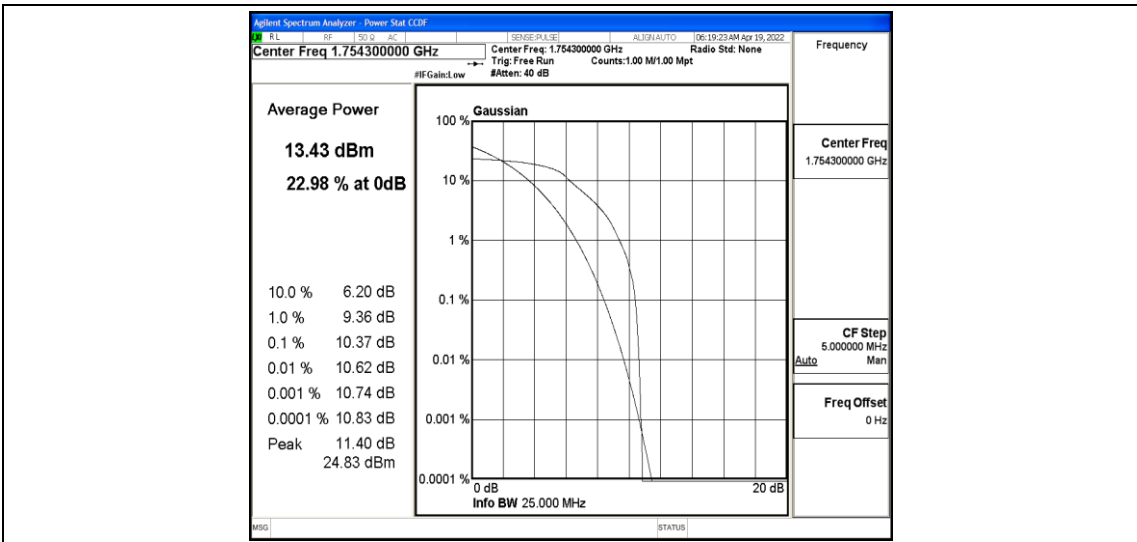 Agilent Spectrum Analyzer - Power Stat CCDF
RL RF 50 Ω AC SENSE:PULSE ALIGNAUTO 06:19:23 AM Apr 19, 2022
Center Freq 1.754300000 GHz
Center Freq: 1.754300000 GHz Radio Std: None
Trig: Free Run Counts:1.00 M/1.00 Mpt
#IFGain:Low #Atten: 40 dB
Frequency
Average Power
13.43 dBm
22.98 % at 0dB
10.0 % 6.20 dB
1.0 % 9.36 dB
0.1 % 10.37 dB
0.01 % 10.62 dB
0.001 % 10.74 dB
0.0001 % 10.83 dB
Peak 11.40 dB
24.83 dBm
Gaussian
100 %
10 %
1 %
0.1 %
0.01 %
0.001 %
0.0001 %
0 dB 20 dB
Info BW 25.000 MHz
Center Freq
1.754300000 GHz
CF Step
5.000000 MHz
Auto Man
Freq Offset
0 Hz
MSG STATUS